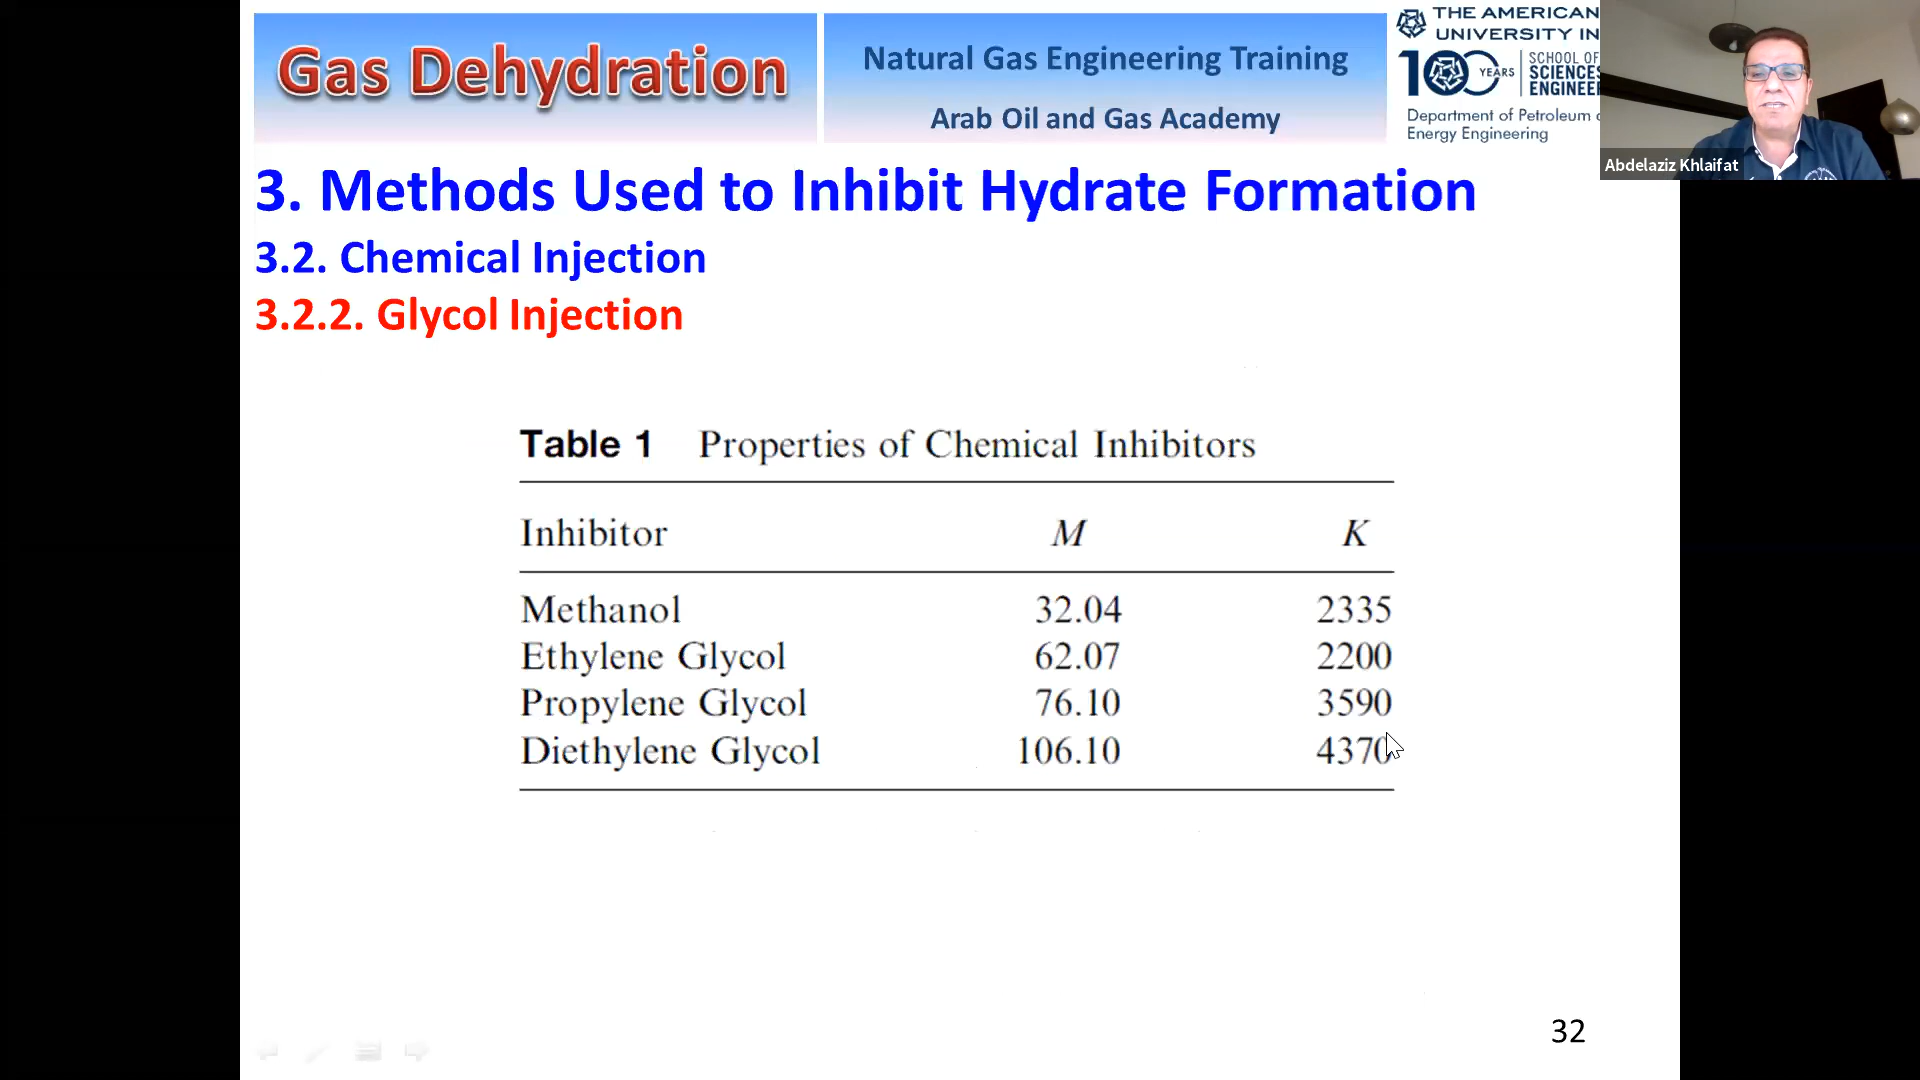 Gas Dehydration
Natural Gas Engineering Training
Arab Oil and Gas Academy
THE AMERICAN
UNIVERSITY IN
100 YEARS
SCHOOL OF
SCIENCES
ENGINEE
Department of Petroleum
Energy Engineering
Abdelaziz Khlaifat
3. Methods Used to Inhibit Hydrate Formation
3.2. Chemical Injection
3.2.2. Glycol Injection
Table 1 Properties of Chemical Inhibitors
Inhibitor M K
Methanol 32.04 2335
Ethylene Glycol 62.07 2200
Propylene Glycol 76.10 3590
Diethylene Glycol 106.10 4370
32